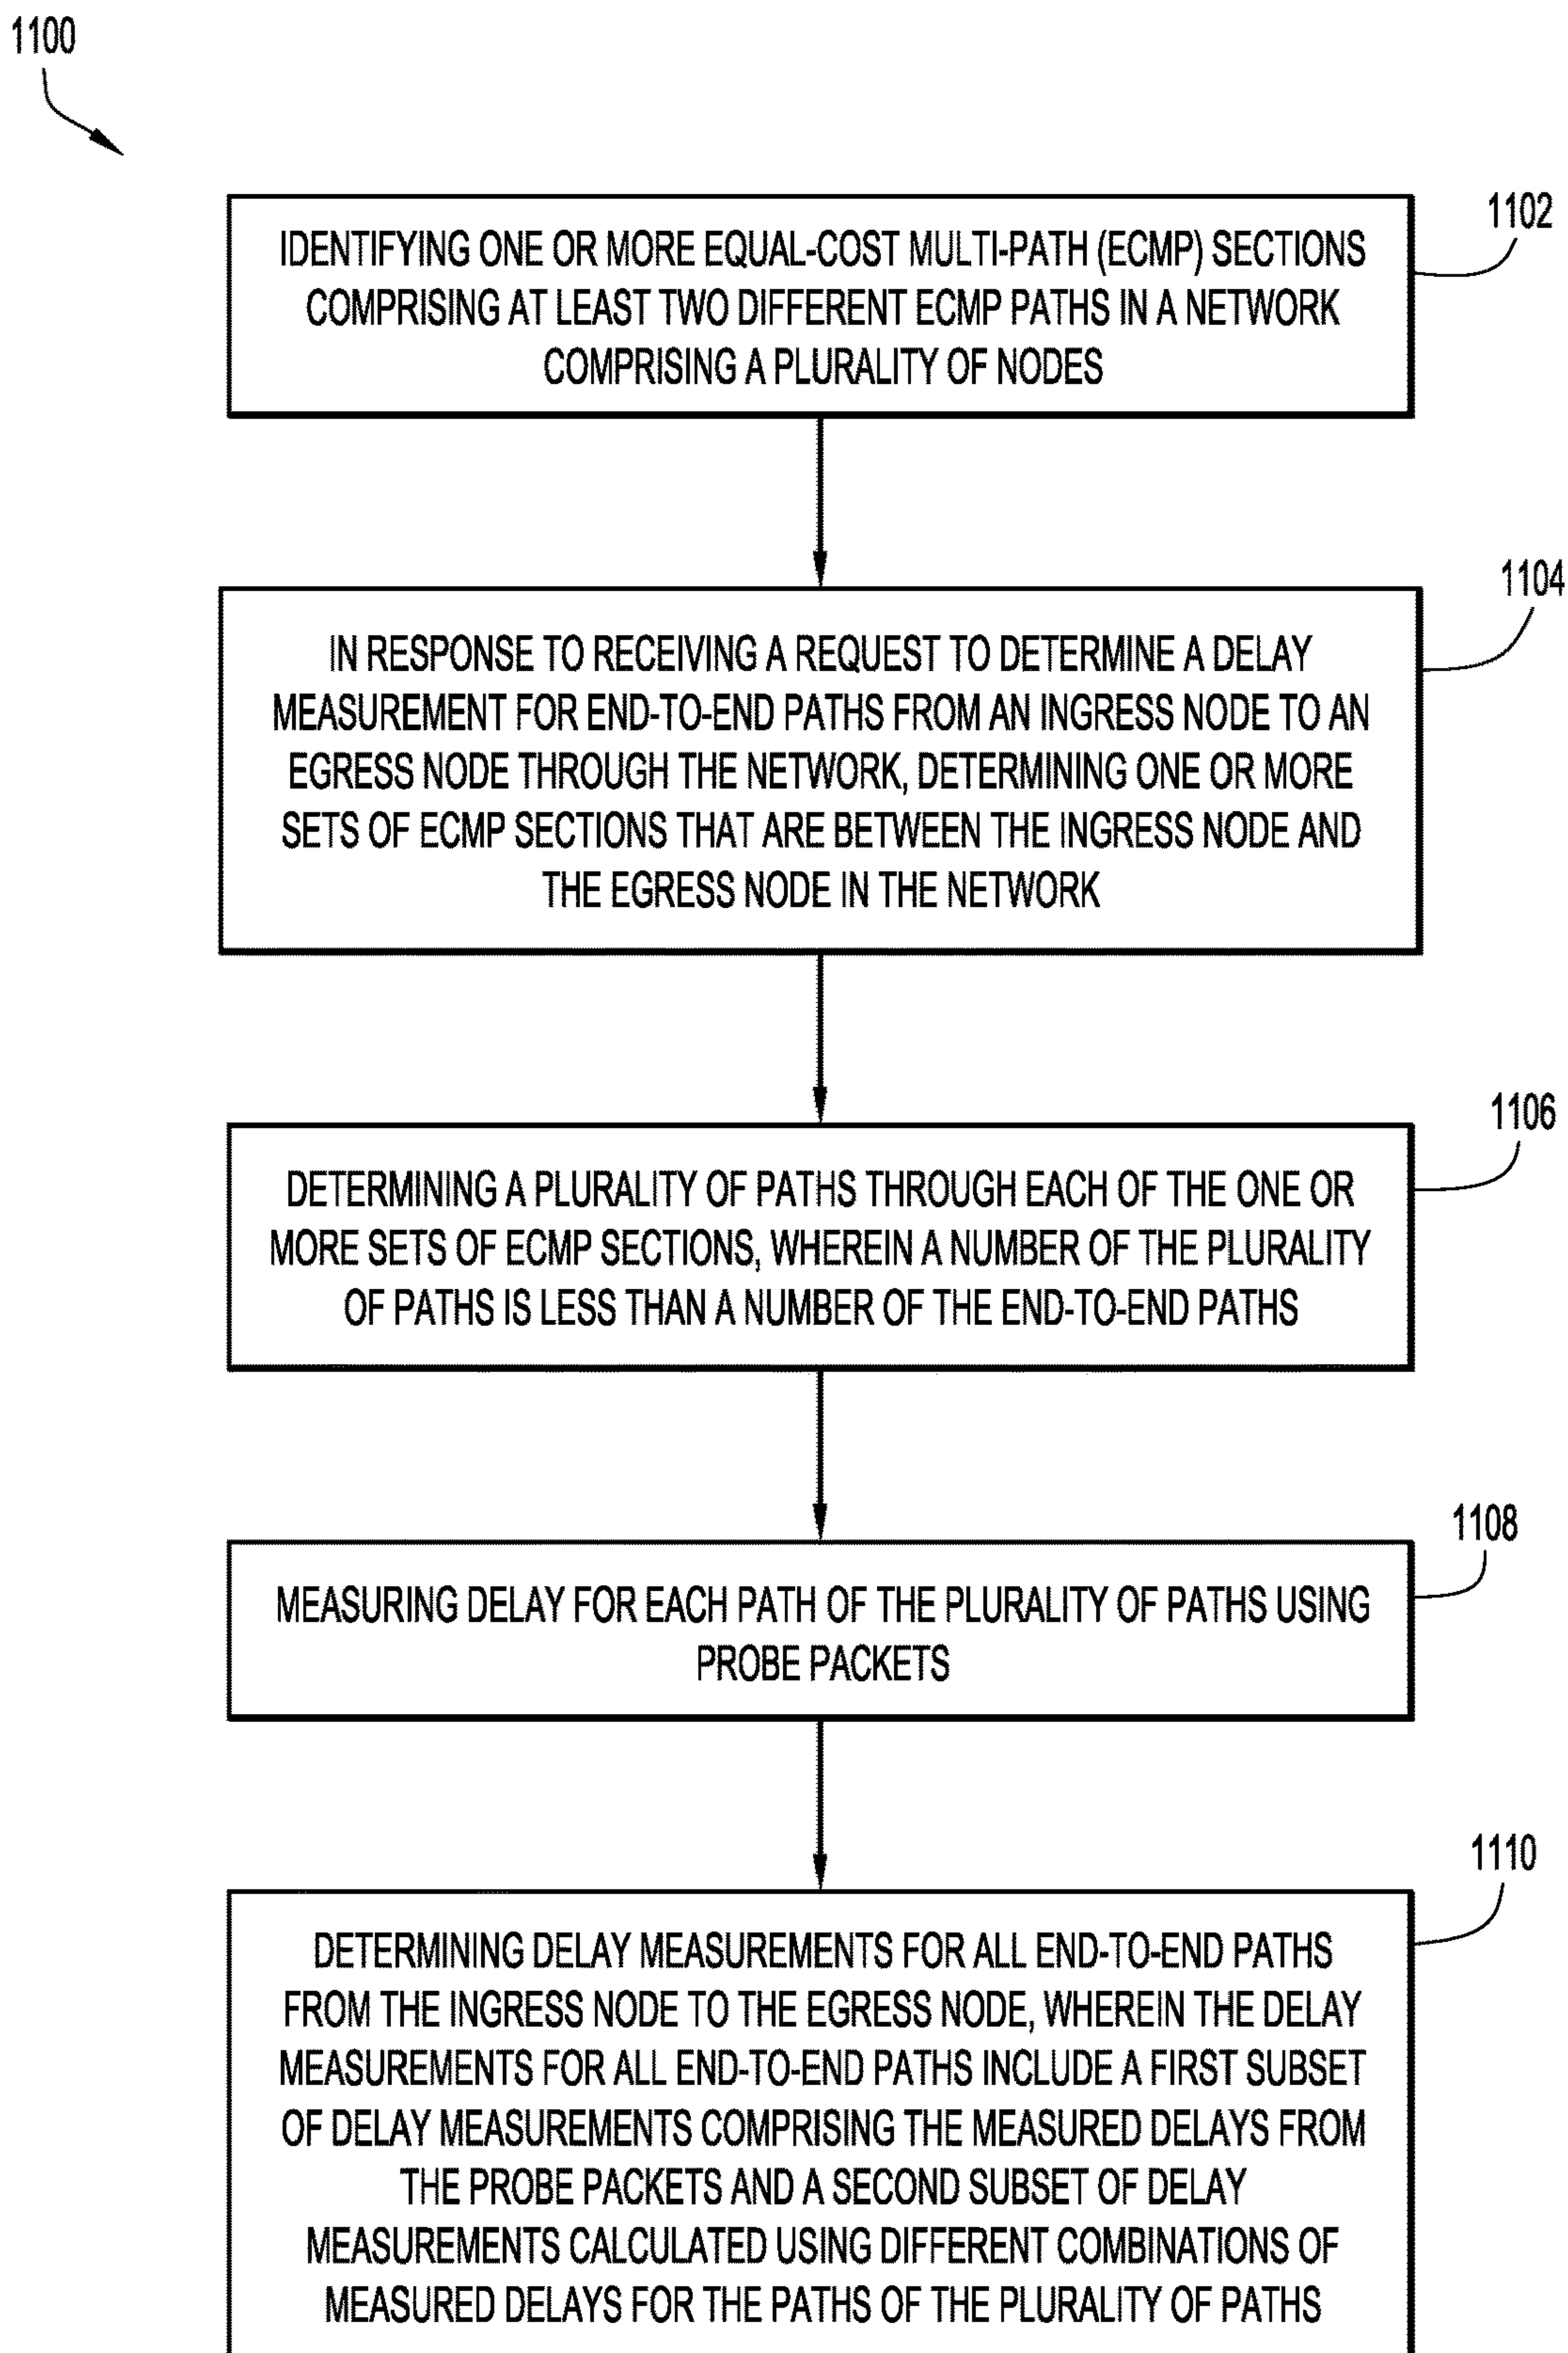 1100
1102
IDENTIFYING ONE OR MORE EQUAL-COST MULTI-PATH (ECMP) SECTIONS
COMPRISING AT LEAST TWO DIFFERENT ECMP PATHS IN A NETWORK
COMPRISING A PLURALITY OF NODES
1104
IN RESPONSE TO RECEIVING A REQUEST TO DETERMINE A DELAY
MEASUREMENT FOR END-TO-END PATHS FROM AN INGRESS NODE TO AN
EGRESS NODE THROUGH THE NETWORK, DETERMINING ONE OR MORE
SETS OF ECMP SECTIONS THAT ARE BETWEEN THE INGRESS NODE AND
THE EGRESS NODE IN THE NETWORK
1106
DETERMINING A PLURALITY OF PATHS THROUGH EACH OF THE ONE OR
MORE SETS OF ECMP SECTIONS, WHEREIN A NUMBER OF THE PLURALITY
OF PATHS IS LESS THAN A NUMBER OF THE END-TO-END PATHS
1108
MEASURING DELAY FOR EACH PATH OF THE PLURALITY OF PATHS USING
PROBE PACKETS
1110
DETERMINING DELAY MEASUREMENTS FOR ALL END-TO-END PATHS
FROM THE INGRESS NODE TO THE EGRESS NODE, WHEREIN THE DELAY
MEASUREMENTS FOR ALL END-TO-END PATHS INCLUDE A FIRST SUBSET
OF DELAY MEASUREMENTS COMPRISING THE MEASURED DELAYS FROM
THE PROBE PACKETS AND A SECOND SUBSET OF DELAY
MEASUREMENTS CALCULATED USING DIFFERENT COMBINATIONS OF
MEASURED DELAYS FOR THE PATHS OF THE PLURALITY OF PATHS